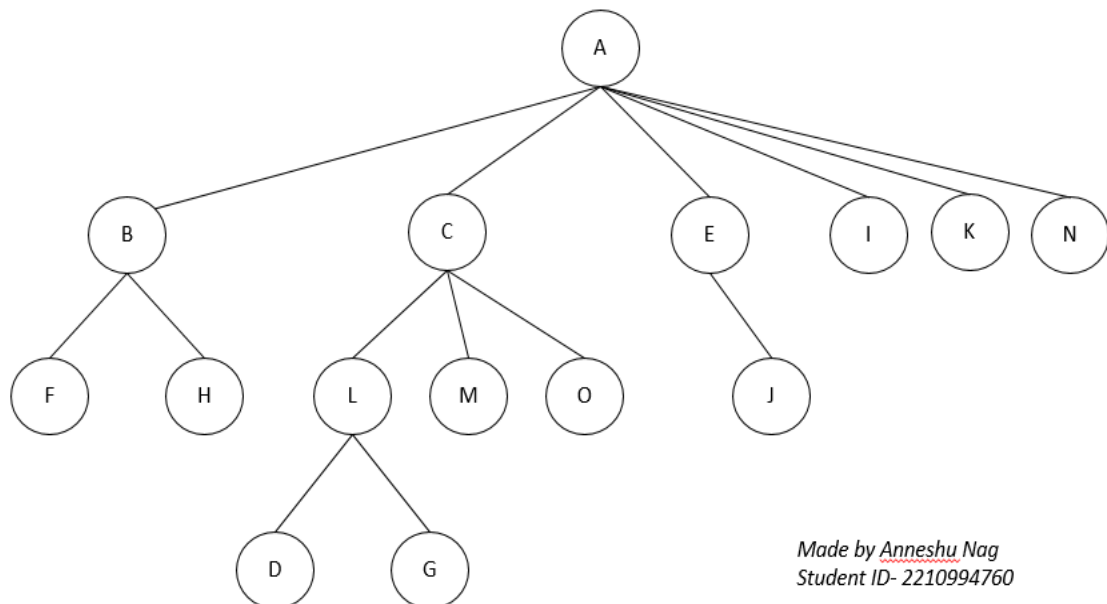 A
B C E I K N
F H L M O J
D G
Made by Anneshu Nag
Student ID- 2210994760